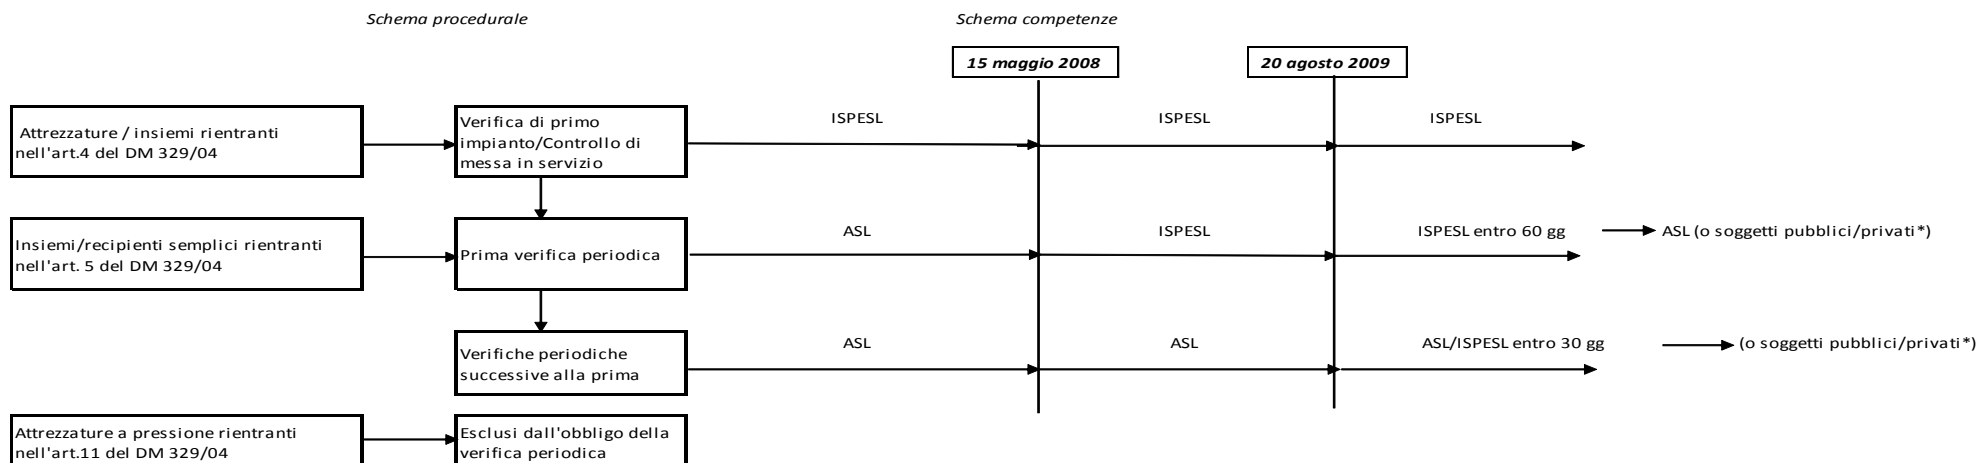 Schema procedurale
Schema competenze
15 maggio 2008
20 agosto 2009
Attrezzature / insiemi rientranti
nell'art.4 del DM 329/04
Verifica di primo
impianto/Controllo di
messa in servizio
ISPESL
ISPESL
ISPESL
Insiemi/recipienti semplici rientranti
nell'art. 5 del DM 329/04
Prima verifica periodica
ASL
ISPESL
ISPESL entro 60 gg
ASL (o soggetti pubblici/privati*)
Verifiche periodiche
successive alla prima
ASL
ASL
ASL/ISPESL entro 30 gg
(o soggetti pubblici/privati*)
Attrezzature a pressione rientranti
nell'art.11 del DM 329/04
Esclusi dall'obbligo della
verifica periodica